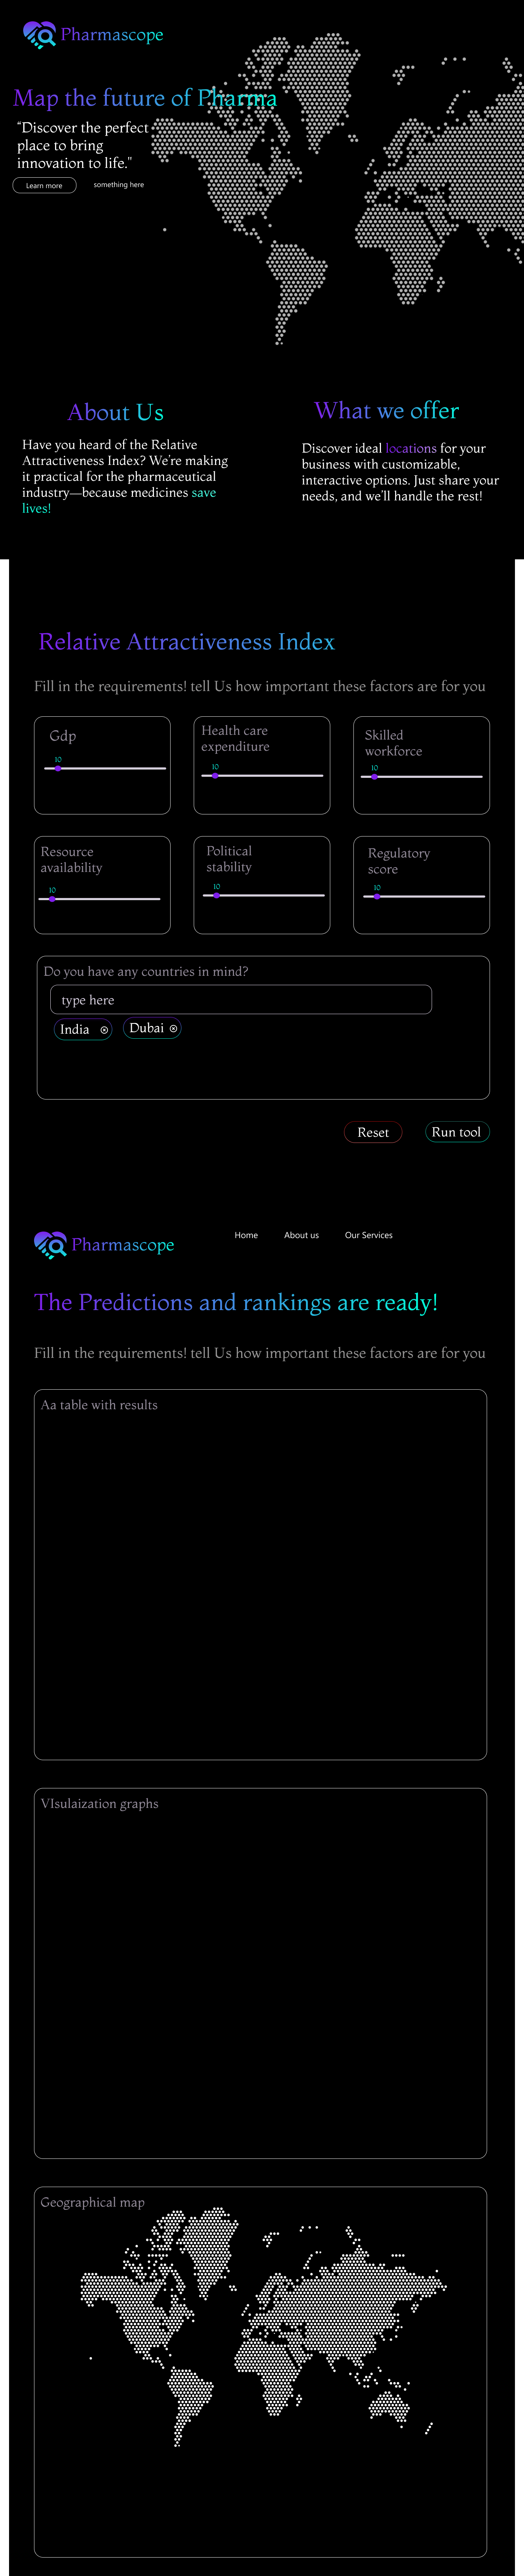 Pharmascope
Map the future of Pharma
“Discover the perfect
place to bring
innovation to life.”
Learn more
something here
About Us
Have you heard of the Relative
Attractiveness Index? We’re making
it practical for the pharmaceutical
industry—because medicines save
lives!
What we offer
Discover ideal locations for your
business with customizable,
interactive options. Just share your
needs, and we’ll handle the rest!
Relative Attractiveness Index
Fill in the requirements! tell Us how important these factors are for you
Gdp
10
Health care
expenditure
10
Skilled
workforce
10
Resource
availability
10
Political
stability
10
Regulatory
score
10
Do you have any countries in mind?
type here
India
Dubai
Reset
Run tool
Pharmascope
Home
About us
Our Services
The Predictions and rankings are ready!
Fill in the requirements! tell Us how important these factors are for you
Aa table with results
VIsulaization graphs
Geographical map